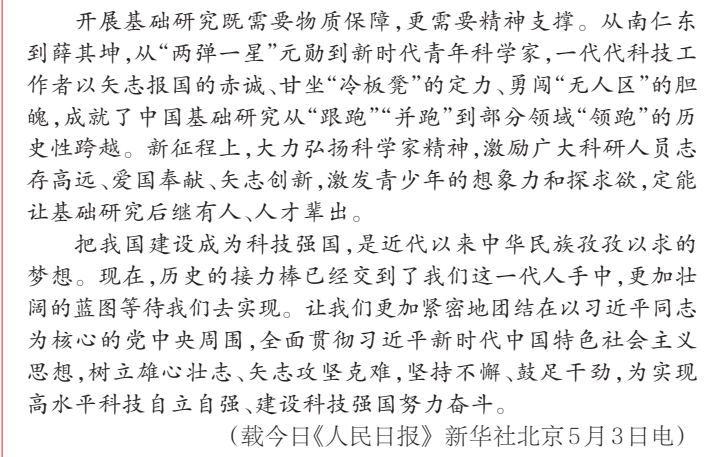 开展基础研究既需要物质保障,更需要精神支撑。从南仁东
到薛其坤,从“两弹一星”元勋到新时代青年科学家,一代代科技工
作者以矢志报国的赤诚、甘坐“冷板凳”的定力、勇闯“无人区”的胆
魄,成就了中国基础研究从“跟跑”“并跑”到部分领域“领跑”的历
史性跨越。新征程上,大力弘扬科学家精神,激励广大科研人员志
存高远、爱国奉献、矢志创新,激发青少年的想象力和探求欲,定能
让基础研究后继有人、人才辈出。
把我国建设成为科技强国,是近代以来中华民族孜孜以求的
梦想。现在,历史的接力棒已经交到了我们这一代人手中,更加壮
阔的蓝图等待我们去实现。让我们更加紧密地团结在以习近平同志
为核心的党中央周围,全面贯彻习近平新时代中国特色社会主义
思想,树立雄心壮志、矢志攻坚克难,坚持不懈、鼓足干劲,为实现
高水平科技自立自强、建设科技强国努力奋斗。
(载今日《人民日报》 新华社北京5月3日电)